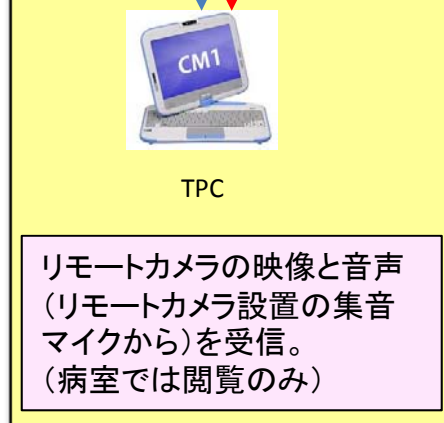 CM1
TPC
リモートカメラの映像と音声
(リモートカメラ設置の集音
マイクから)を受信。
(病室では閲覧のみ)